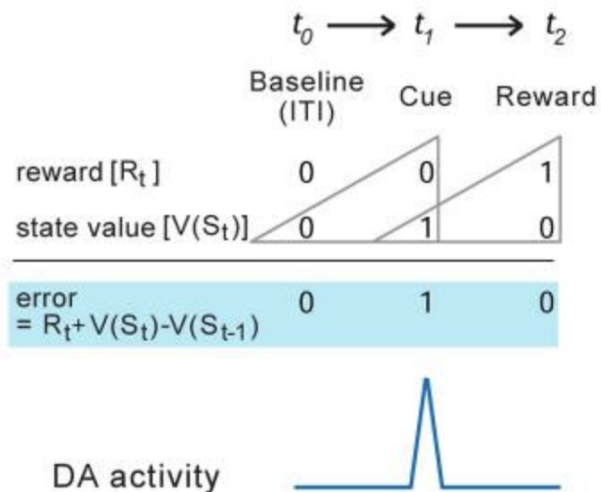 t₀ → t₁ → t₂
Baseline (ITI) Cue Reward
reward [Rₜ] 0 0 1
state value [V(Sₜ)] 0 1 0
error 0 1 0
= Rₜ+V(Sₜ)-V(Sₜ₋₁)
DA activity